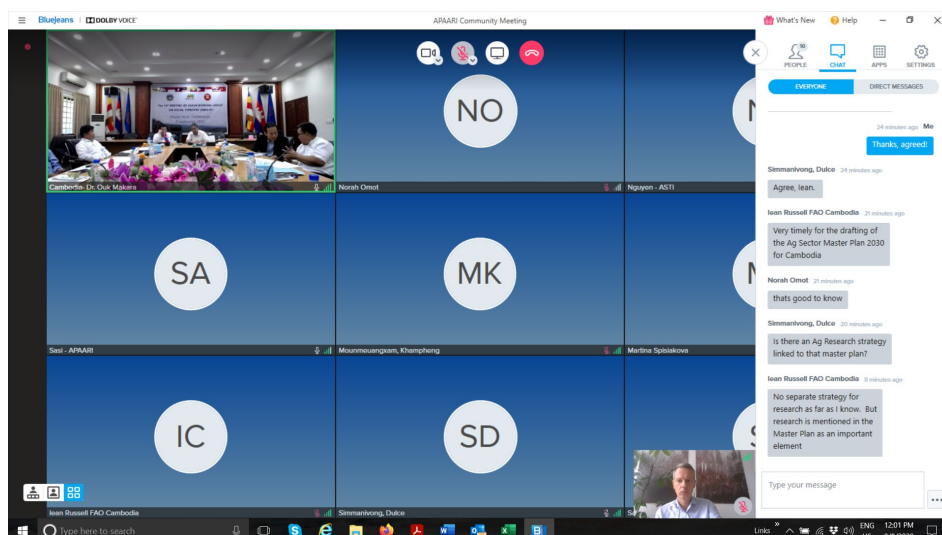 Bluejeans | DOLBY VOICE
APAARI Community Meeting
What's New
Help
PEOPLE
CHAT
APPS
SETTINGS
EVERYONE
DIRECT MESSAGES
24 minutes ago Me
Thanks, agreed!
Simmanivong, Dulce 24 minutes ago
Agree, Iean.
Iean Russell FAO Cambodia 21 minutes ago
Very timely for the drafting of
the Ag Sector Master Plan 2030
for Cambodia
Norah Omot 21 minutes ago
thats good to know
Simmanivong, Dulce 20 minutes ago
Is there an Ag Research strategy
linked to that master plan?
Iean Russell FAO Cambodia 8 minutes ago
No separate strategy for
research as far as I know. But
research is mentioned in the
Master Plan as an important
element
Type your message
Cambodia- Dr. Ouk Makara
NO
Norah Omot
Nguyon - ASTI
SA
Sasi - APAARI
MK
Mounmeuangxam, Khampheng
Martina Spisiakova
IC
Iean Russell FAO Cambodia
SD
Simmanivong, Dulce
Type here to search
Links
ENG
12:01 PM